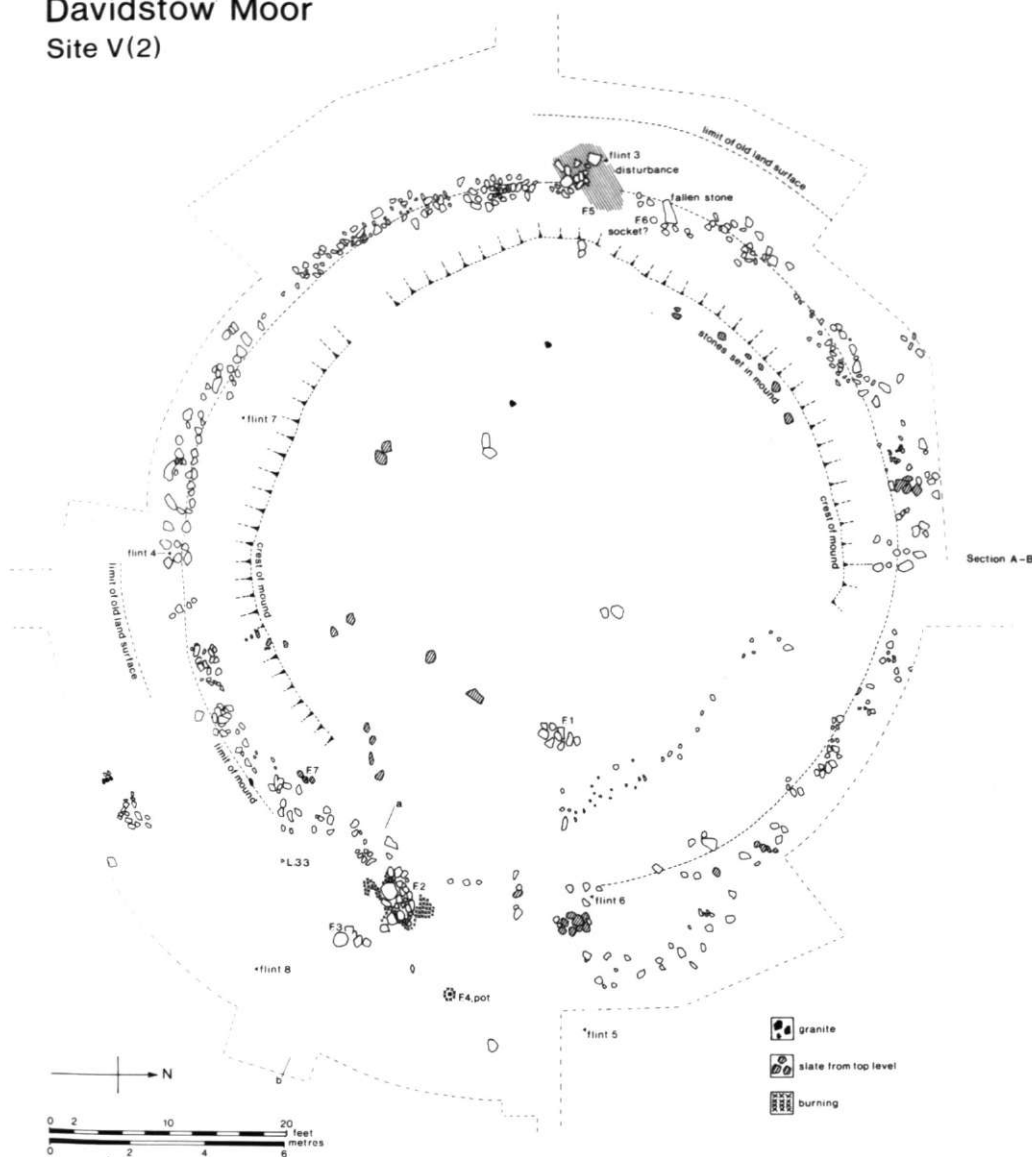 Davidstow Moor
Site V(2)
limit of old land surface
flint 3
disturbance
fallen stone
F5
F6
socket?
stones set in mound
flint 7
crest of mound
crest of mound
flint 4
Section A-B
limit of old land surface
F1
limit of mound
F7
a
L33
F2
flint 6
F3
flint 8
F4,pot
flint 5
granite
N
slate from top level
b
burning
0 2 10 20
feet
metres
0 2 4 6